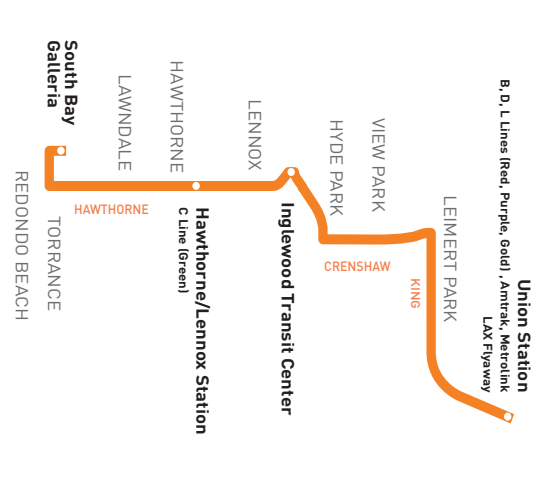 Union Station
B, D, L Lines (Red, Purple, Gold) , Amtrak, Metrolink
LAX Flyaway
LEIMERT PARK
KING
VIEW PARK
CRENSHAW
HYDE PARK
Inglewood Transit Center
LENNOX
Hawthorne/Lennox Station
C Line (Green)
HAWTHORNE
HAWTHORNE
LAWNDALE
South Bay
Galleria
TORRANCE
REDONDO BEACH